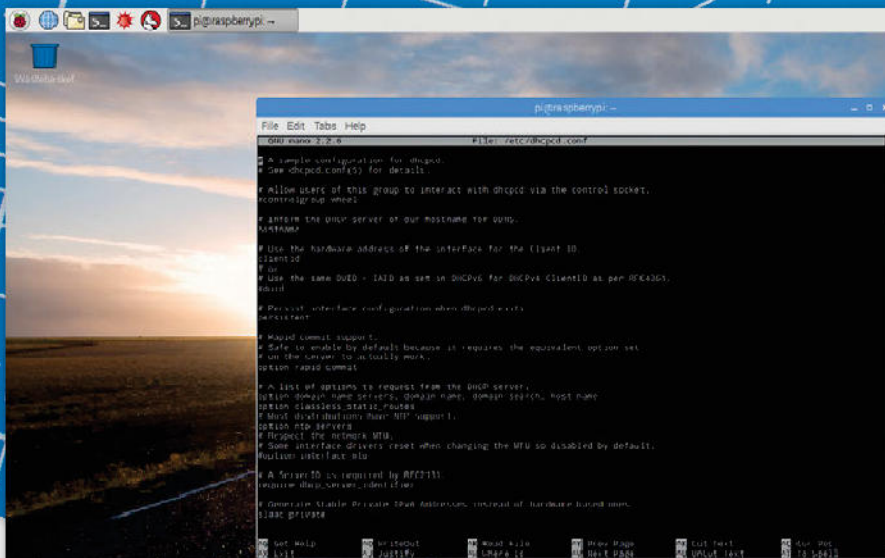 pi@raspberrypi: ~
Wastebasket
pi@raspberrypi: ~
File Edit Tabs Help
GNU nano 2.2.6 File: /etc/dhcpcd.conf
# A sample configuration for dhcpcd.
# See dhcpcd.conf(5) for details.
# Allow users of this group to interact with dhcpcd via the control socket.
#controlgroup wheel
# Inform the DHCP server of our hostname for DDNS.
hostname
# Use the hardware address of the interface for the Client ID.
clientid
# or
# Use the same DUID + IAID as set in DHCPv6 for DHCPv4 ClientID as per RFC4361.
#duid
# Persist interface configuration when dhcpcd exits.
persistent
# Rapid commit support.
# Safe to enable by default because it requires the equivalent option set
# on the server to actually work.
option rapid_commit
# A list of options to request from the DHCP server.
option domain_name_servers, domain_name, domain_search, host_name
option classless_static_routes
# Most distributions have NTP support.
option ntp_servers
# Respect the network MTU.
# Some interface drivers reset when changing the MTU so disabled by default.
#option interface_mtu
# A ServerID is required by RFC2131.
require dhcp_server_identifier
# Generate Stable Private IPv6 Addresses instead of hardware based ones
slaac private
^G Get Help ^O WriteOut ^R Read File ^Y Prev Page ^K Cut Text ^C Cur Pos
^X Exit ^J Justify ^W Where Is ^V Next Page ^U UnCut Text ^T To Spell